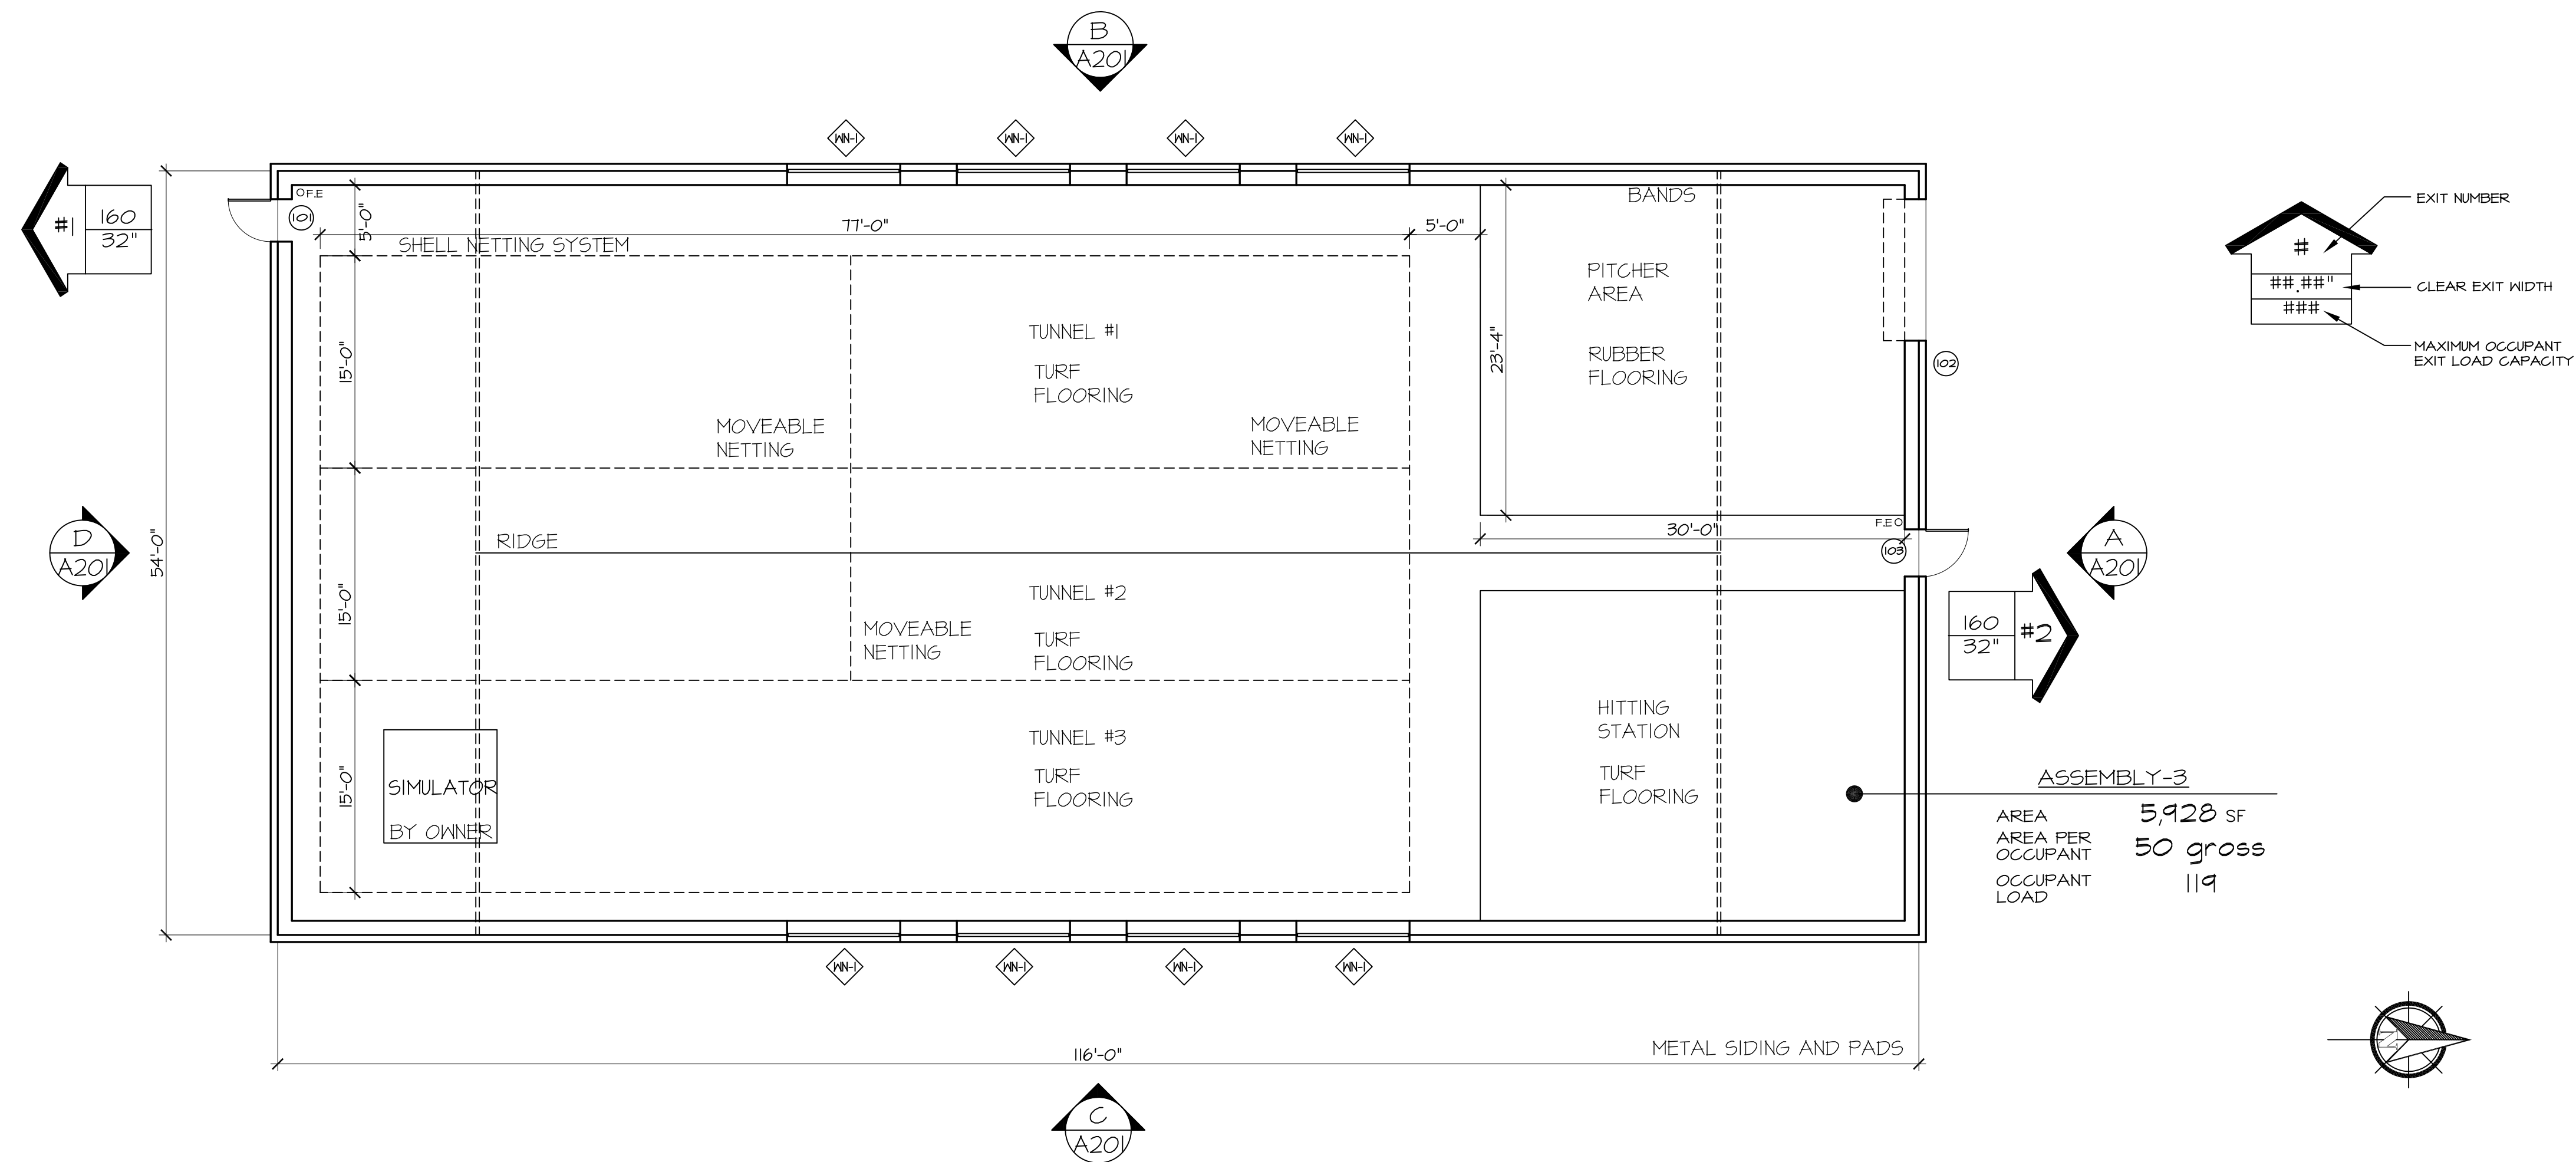 B
A201
WN-1
WN-1
WN-1
WN-1
#1
160
32"
F.E
101
5'-0"
77'-0"
5'-0"
SHELL NETTING SYSTEM
BANDS
PITCHER
AREA
RUBBER
FLOORING
23'-4"
102
#
##.##"
###
EXIT NUMBER
CLEAR EXIT WIDTH
MAXIMUM OCCUPANT
EXIT LOAD CAPACITY
TUNNEL #1
TURF
FLOORING
15'-0"
MOVEABLE
NETTING
MOVEABLE
NETTING
D
A201
54'-0"
RIDGE
30'-0"
F.E
103
A
A201
15'-0"
TUNNEL #2
TURF
FLOORING
MOVEABLE
NETTING
160
32"
#2
15'-0"
TUNNEL #3
TURF
FLOORING
SIMULATOR
BY OWNER
HITTING
STATION
TURF
FLOORING
ASSEMBLY-3
AREA 5,928 SF
AREA PER
OCCUPANT 50 gross
OCCUPANT
LOAD 119
WN-1
WN-1
WN-1
WN-1
116'-0"
METAL SIDING AND PADS
N
C
A201